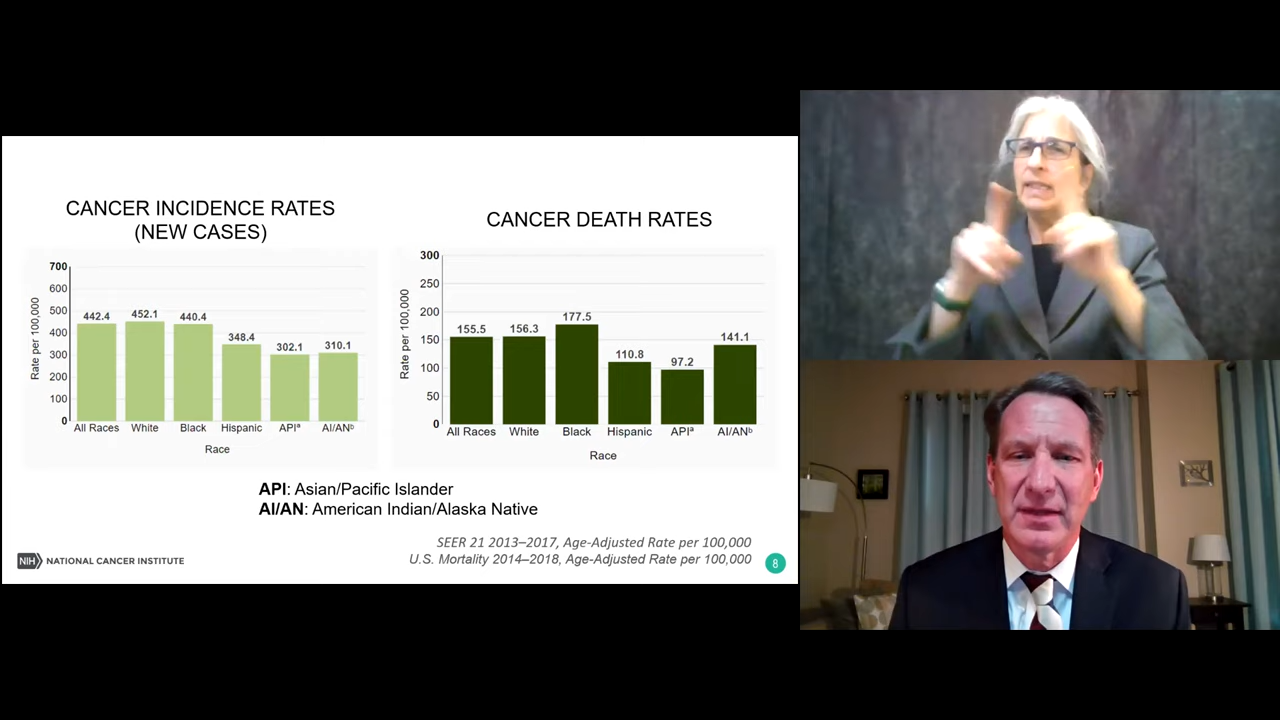 CANCER INCIDENCE RATES
(NEW CASES)
700
600
500
400
300
200
100
0
Rate per 100,000
442.4
452.1
440.4
348.4
302.1
310.1
All Races White Black Hispanic APIᵃ AI/ANᵇ
Race
CANCER DEATH RATES
300
250
200
150
100
50
0
Rate per 100,000
155.5
156.3
177.5
110.8
97.2
141.1
All Races White Black Hispanic APIᵃ AI/ANᵇ
Race
API: Asian/Pacific Islander
AI/AN: American Indian/Alaska Native
SEER 21 2013–2017, Age-Adjusted Rate per 100,000
U.S. Mortality 2014–2018, Age-Adjusted Rate per 100,000
NIH NATIONAL CANCER INSTITUTE
8